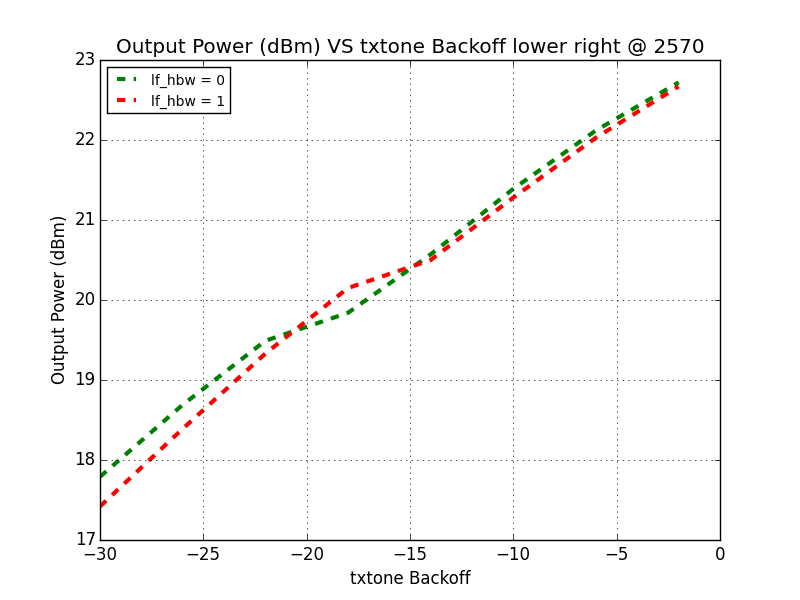 Output Power (dBm) VS txtone Backoff lower right @ 2570
lf_hbw = 0
lf_hbw = 1
Output Power (dBm)
23
22
21
20
19
18
17
−30 −25 −20 −15 −10 −5 0
txtone Backoff